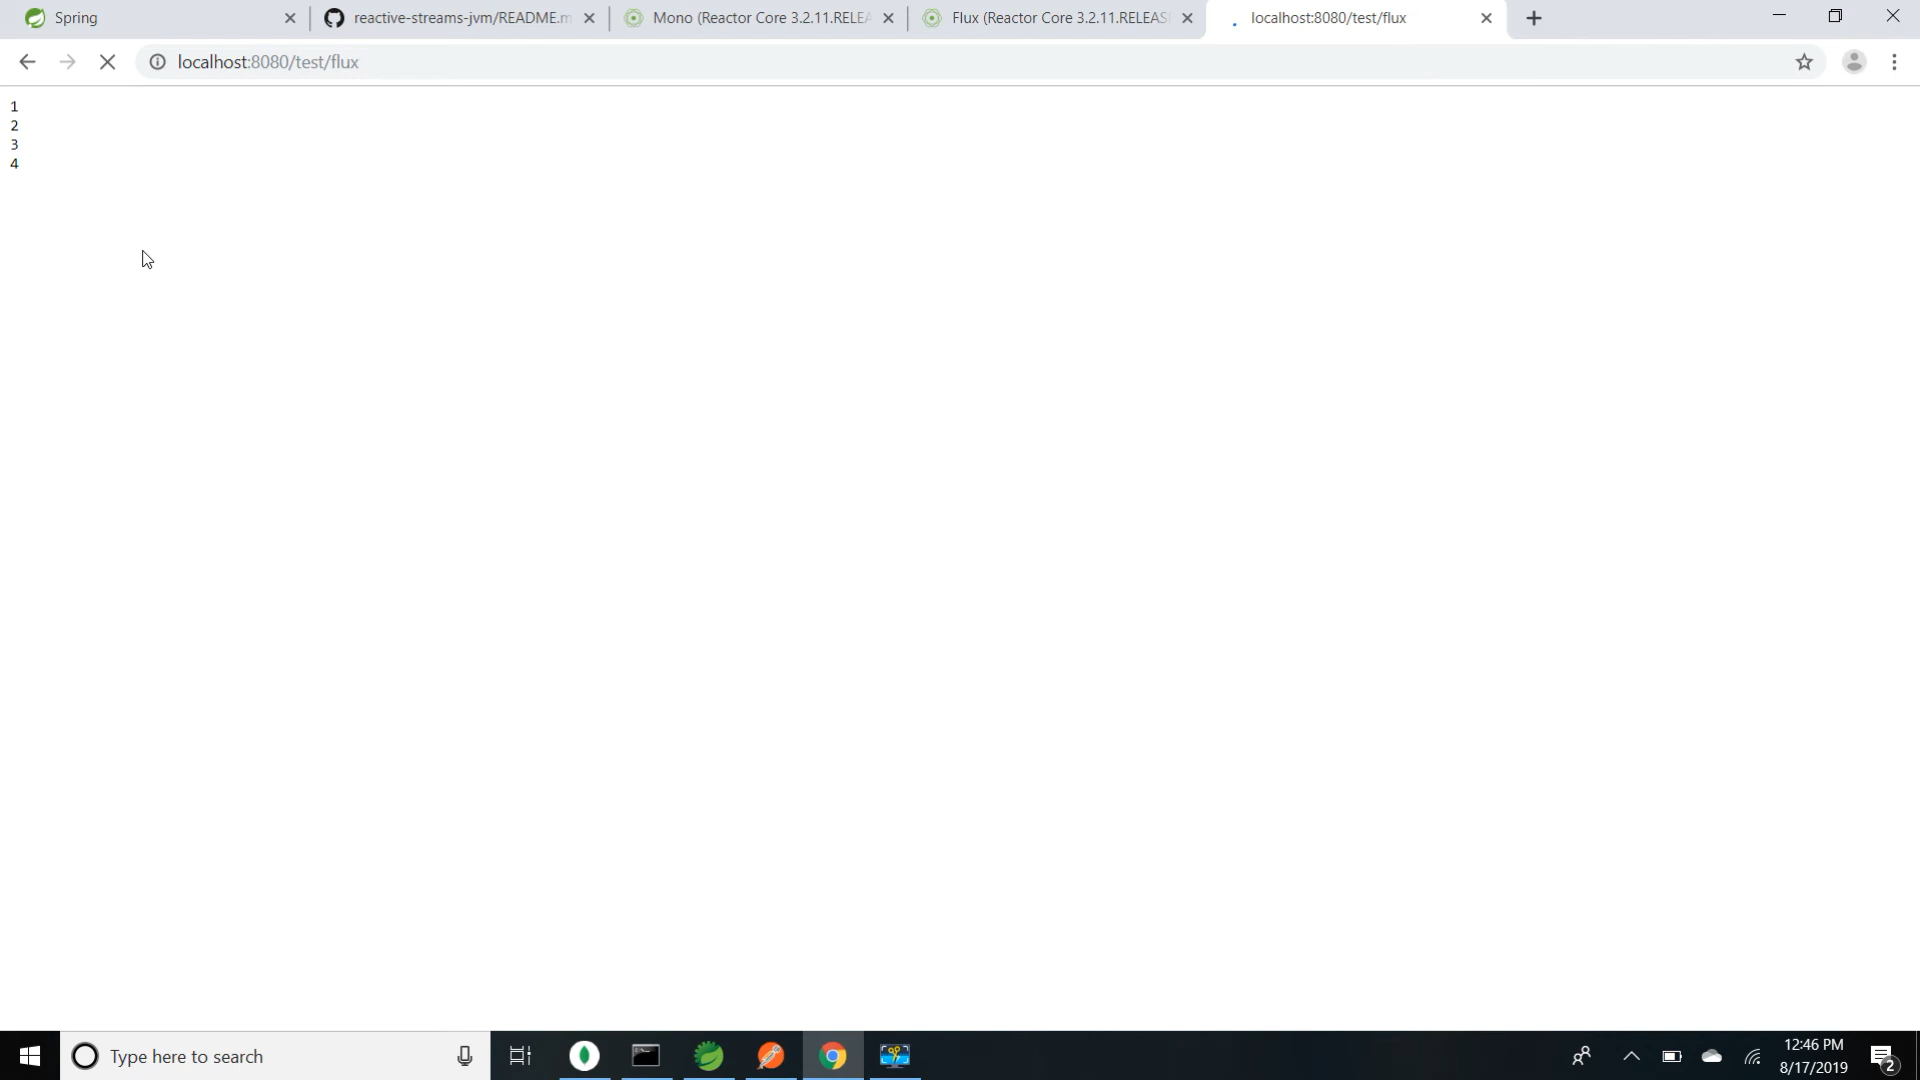 Spring
reactive-streams-jvm/README.m
Mono (Reactor Core 3.2.11.RELEA
Flux (Reactor Core 3.2.11.RELEAS
localhost:8080/test/flux
localhost:8080/test/flux
1
2
3
4
Type here to search
12:46 PM
8/17/2019
2